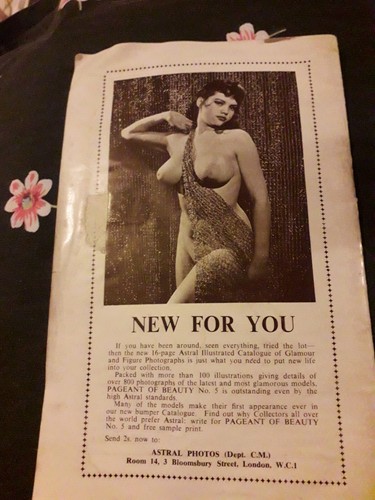 NEW FOR YOU
If you have been around, seen everything, tried the lot—
then the new 16-page Astral Illustrated Catalogue of Glamour
and Figure Photographs is just what you need to put new life
into your collection.
Packed with more than 100 illustrations giving details of
over 800 photographs of the latest and most glamorous models,
PAGEANT OF BEAUTY No. 5 is outstanding even by the
high Astral standards.
Many of the models make their first appearance ever in
our new bumper Catalogue. Find out why Collectors all over
the world prefer Astral: write for PAGEANT OF BEAUTY
No. 5 and free sample print.
Send 2s. now to:
ASTRAL PHOTOS (Dept. C.M.)
Room 14, 3 Bloomsbury Street, London, W.C.1